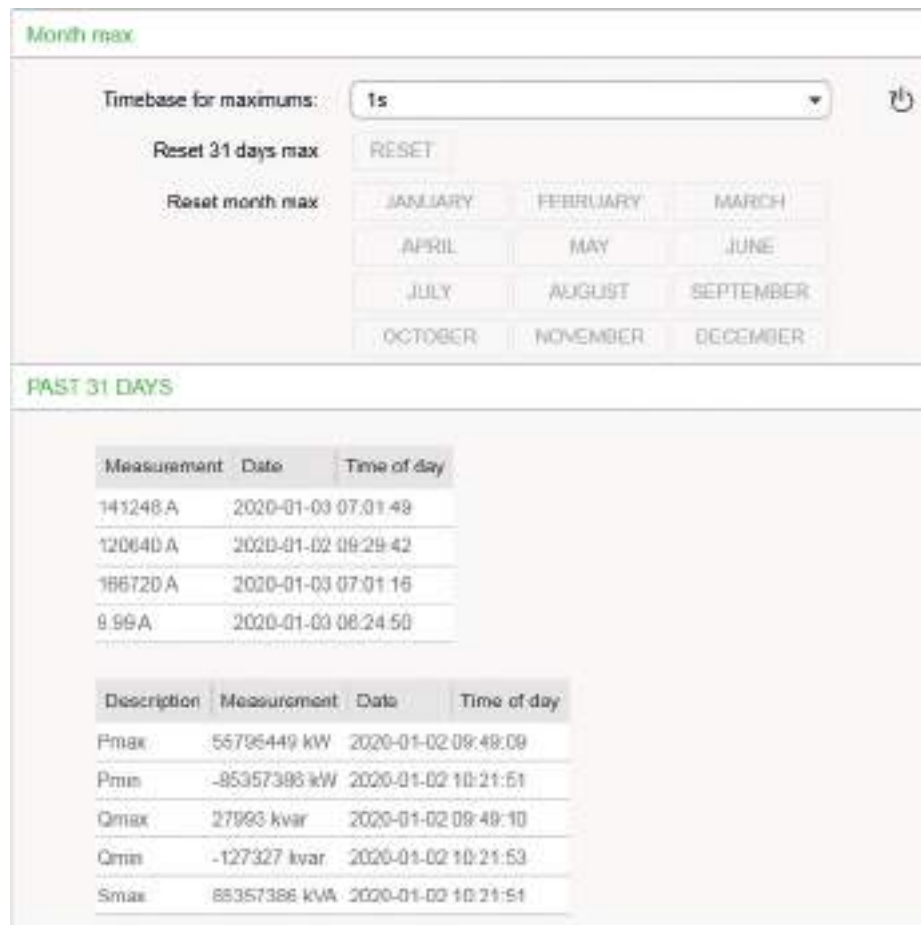 Month max
Timebase for maximums: 1s
Reset 31 days max RESET
Reset month max JANUARY FEBRUARY MARCH
APRIL MAY JUNE
JULY AUGUST SEPTEMBER
OCTOBER NOVEMBER DECEMBER
PAST 31 DAYS
Measurement Date Time of day
141248 A 2020-01-03 07:01:49
120640 A 2020-01-02 09:29:42
166720 A 2020-01-03 07:01:16
9.99 A 2020-01-03 06:24:50
Description Measurement Date Time of day
Pmax 55795449 kW 2020-01-02 09:49:09
Pmin -85357386 kW 2020-01-02 10:21:51
Qmax 27993 kvar 2020-01-02 09:49:10
Qmin -127327 kvar 2020-01-02 10:21:53
Smax 85357386 kVA 2020-01-02 10:21:51